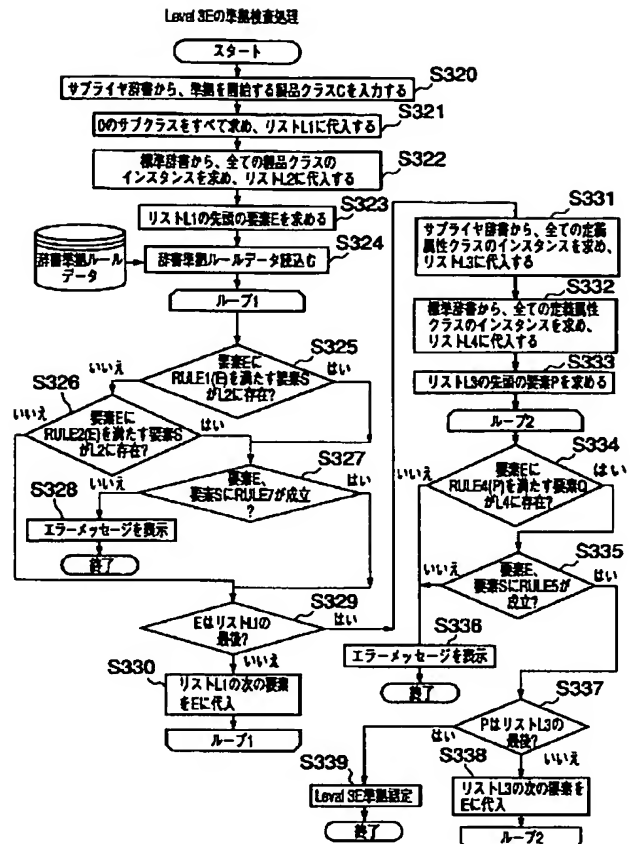 Level 3Eの準拠検査処理
スタート
S320
サプライヤ辞書から、準拠を開始する製品クラスCを入力する
S321
Cのサブクラスをすべて求め、リストL1に代入する
S322
標準辞書から、全ての製品クラスの
インスタンスを求め、リストL2に代入する
S323
リストL1の先頭の要素Eを求める
S324
辞書準拠ルール
データ
辞書準拠ルールデータ読込む
ループ1
S325
要素Eに
RULE1(E)を満たす要素S
がL2に存在?
いいえ
はい
S326
要素Eに
RULE2(E)を満たす要素S
がL2に存在?
いいえ
はい
S327
要素E、
要素SにRULE7が成立
?
いいえ
はい
S328
エラーメッセージを表示
終了
S329
EはリストL1の
最後?
はい
いいえ
S330
リストL1の次の要素
をEに代入
ループ1
S331
サプライヤ辞書から、全ての定義
属性クラスのインスタンスを求め、
リストL3に代入する
S332
標準辞書から、全ての定義属性
クラスのインスタンスを求め、
リストL4に代入する
S333
リストL3の先頭の要素Pを求める
ループ2
S334
要素Eに
RULE4(P)を満たす要素Q
がL4に存在?
いいえ
はい
S335
要素E、
要素SにRULE5が
成立?
いいえ
はい
S336
エラーメッセージを表示
終了
S337
PはリストL3の
最後?
はい
いいえ
S338
リストL3の次の要素を
Eに代入
ループ2
S339
Level 3E準拠認定
終了